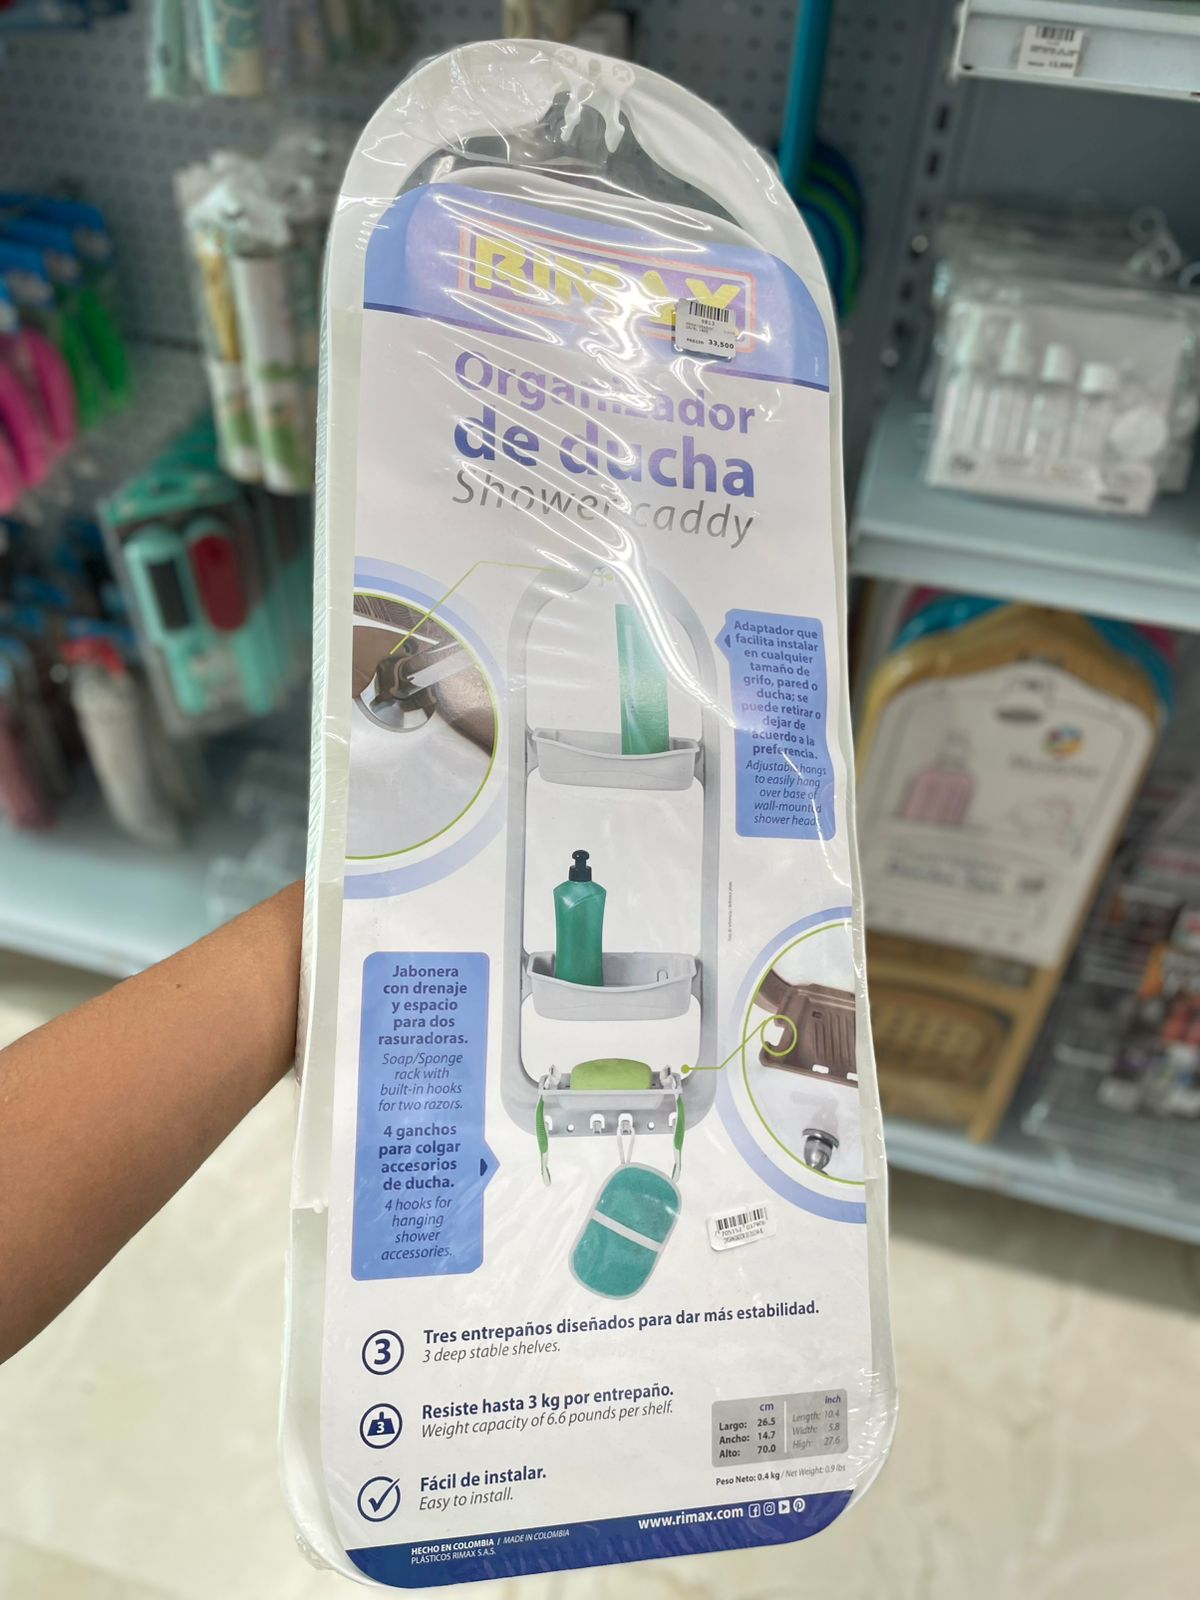 RIMAX
0813
33,500
Organizador
de ducha
Shower caddy
Adaptador que
facilita instalar
en cualquier
tamaño de
grifo, pared o
ducha; se
puede retirar o
dejar de
acuerdo a la
preferencia.
Adjustable hangs
to easily hang
over base of
wall-mounted
shower head.
Jabonera
con drenaje
y espacio
para dos
rasuradoras.
Soap/Sponge
rack with
built-in hooks
for two razors.
4 ganchos
para colgar
accesorios
de ducha.
4 hooks for
hanging
shower
accessories.
3
Tres entrepaños diseñados para dar más estabilidad.
3 deep stable shelves.
3
Resiste hasta 3 kg por entrepaño.
Weight capacity of 6.6 pounds per shelf.
Fácil de instalar.
Easy to install.
cm inch
Largo: 26.5 Length: 10.4
Ancho: 14.7 Width: 5.8
Alto: 70.0 High: 27.6
Peso Neto: 0.4 kg / Net Weight: 0.9 lbs
www.rimax.com
HECHO EN COLOMBIA / MADE IN COLOMBIA
PLÁSTICOS RIMAX S.A.S.